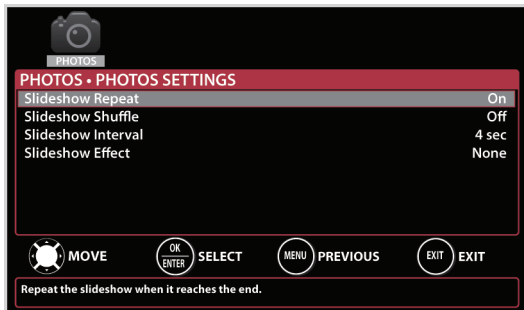 PHOTOS
PHOTOS • PHOTOS SETTINGS
Slideshow Repeat On
Slideshow Shuffle Off
Slideshow Interval 4 sec
Slideshow Effect None
MOVE OK ENTER SELECT MENU PREVIOUS EXIT EXIT
Repeat the slideshow when it reaches the end.